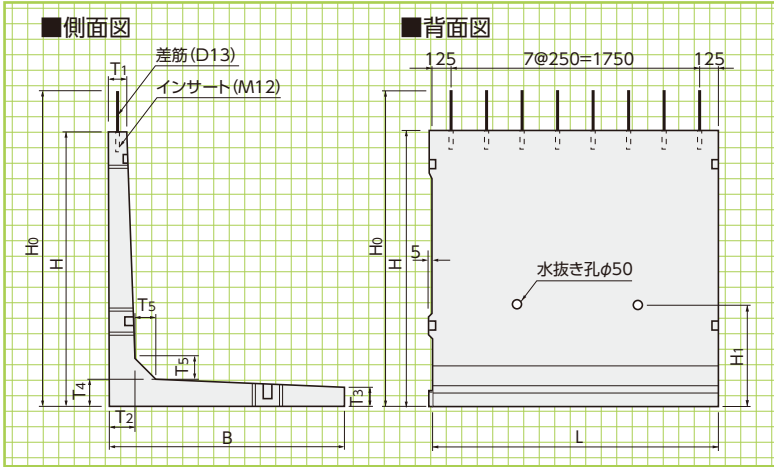 ■側面図
差筋(D13)
T1
インサート(M12)
H0
H
T5
T5
T4
T3
T2
B
■背面図
125
7@250=1750
125
H0
H
5
水抜き孔φ50
H1
L